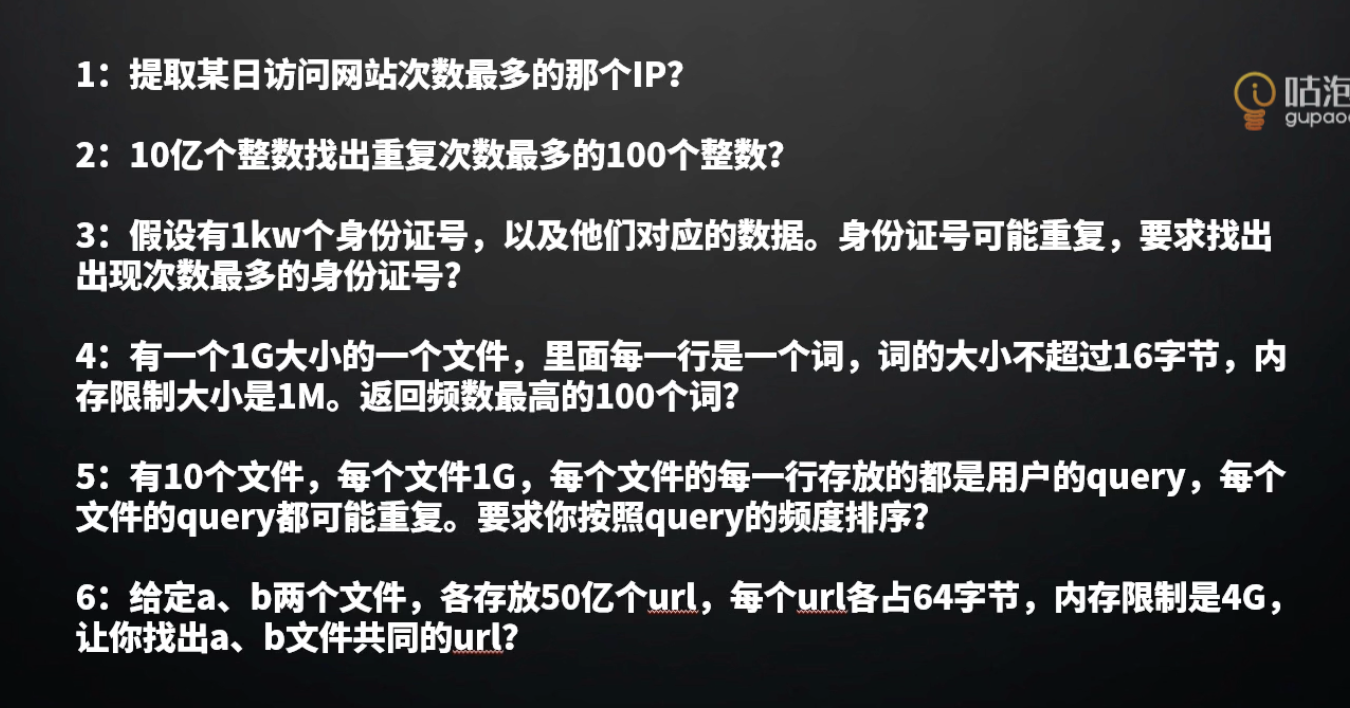 1：提取某日访问网站次数最多的那个IP？
咕泡
gupao
2：10亿个整数找出重复次数最多的100个整数？
3：假设有1kw个身份证号，以及他们对应的数据。身份证号可能重复，要求找出
出现次数最多的身份证号？
4：有一个1G大小的一个文件，里面每一行是一个词，词的大小不超过16字节，内
存限制大小是1M。返回频数最高的100个词？
5：有10个文件，每个文件1G，每个文件的每一行存放的都是用户的query，每个
文件的query都可能重复。要求你按照query的频度排序？
6：给定a、b两个文件，各存放50亿个url，每个url各占64字节，内存限制是4G，
让你找出a、b文件共同的url？